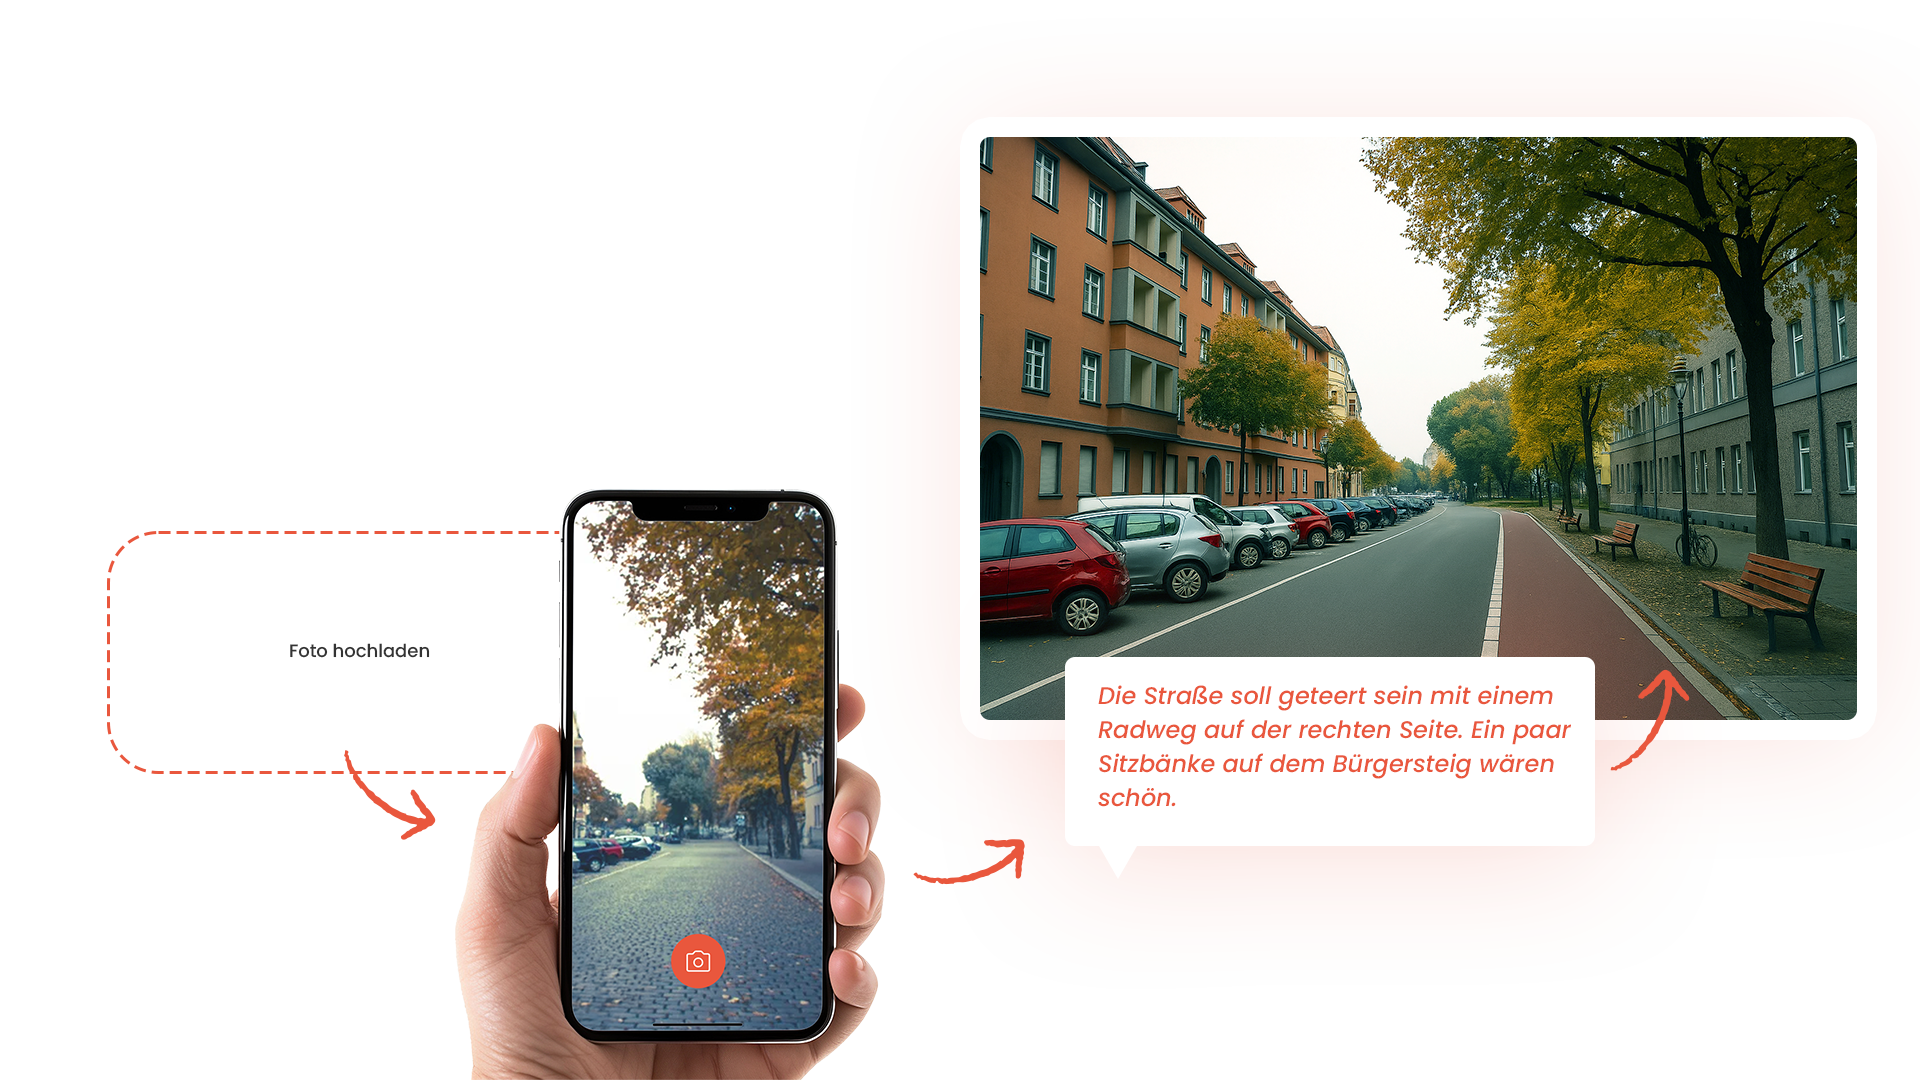 Foto hochladen
Die Straße soll geteert sein mit einem
Radweg auf der rechten Seite. Ein paar
Sitzbänke auf dem Bürgersteig wären
schön.